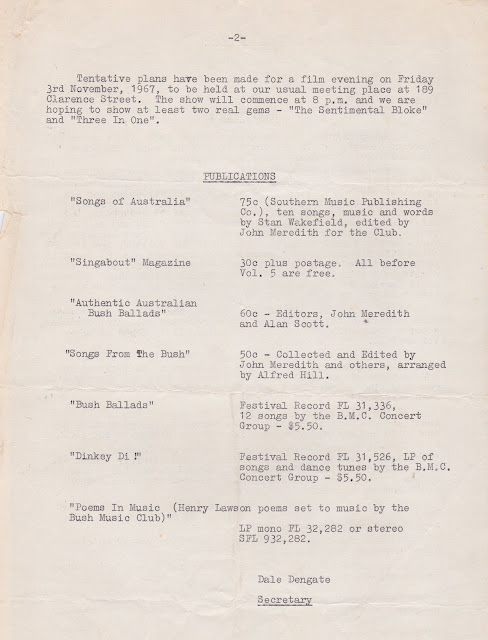 -2-
Tentative plans have been made for a film evening on Friday
3rd November, 1967, to be held at our usual meeting place at 189
Clarence Street. The show will commence at 8 p.m. and we are
hoping to show at least two real gems - "The Sentimental Bloke"
and "Three In One".
PUBLICATIONS
"Songs of Australia" 75c (Southern Music Publishing
Co.), ten songs, music and words
by Stan Wakefield, edited by
John Meredith for the Club.
"Singabout" Magazine 30c plus postage. All before
Vol. 5 are free.
"Authentic Australian
Bush Ballads" 60c - Editors, John Meredith
and Alan Scott.
"Songs From The Bush" 50c - Collected and Edited by
John Meredith and others, arranged
by Alfred Hill.
"Bush Ballads" Festival Record FL 31,336,
12 songs by the B.M.C. Concert
Group - $5.50.
"Dinkey Di!" Festival Record FL 31,526, LP of
songs and dance tunes by the B.M.C.
Concert Group - $5.50.
"Poems In Music (Henry Lawson poems set to music by the
Bush Music Club)"
LP mono FL 32,282 or stereo
SFL 932,282.
Dale Dengate
Secretary